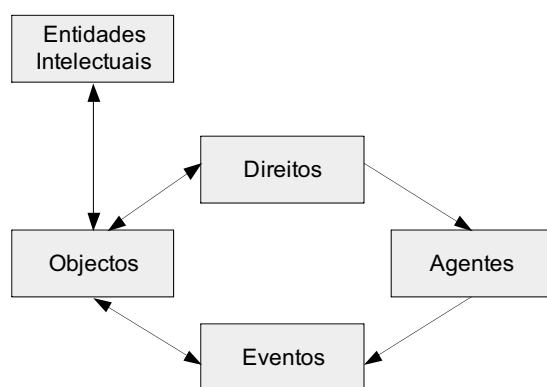 Entidades
Intelectuais
Direitos
Objectos
Agentes
Eventos